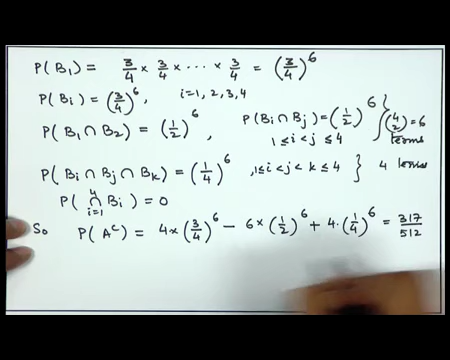 P(B₁) = 3/4 × 3/4 × ⋯ × 3/4 = (3/4)^6
P(Bi) = (3/4)^6, i=1, 2, 3, 4
P(B₁ ∩ B₂) = (1/2)^6, P(Bi ∩ Bj) = (1/2)^6 } (4 2) = 6 terms
1 ≤ i < j ≤ 4
P(Bi ∩ Bj ∩ Bk) = (1/4)^6, 1≤ i < j < k ≤ 4 } 4 terms
P(⋂_{i=1}^{4} Bi) = 0
So P(A^c) = 4×(3/4)^6 − 6×(1/2)^6 + 4·(1/4)^6 = 317/512